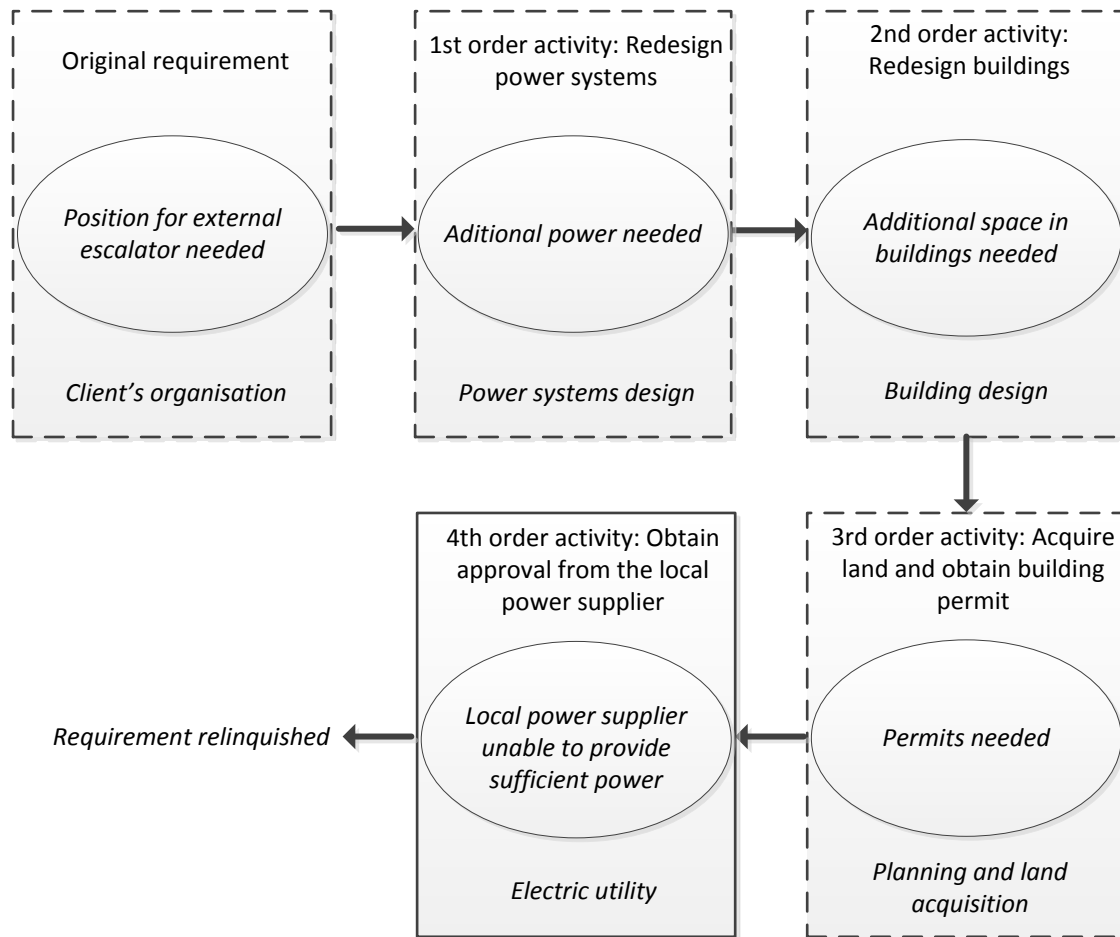 Original requirement
Position for external
escalator needed
Client's organisation
1st order activity: Redesign
power systems
Aditional power needed
Power systems design
2nd order activity:
Redesign buildings
Additional space in
buildings needed
Building design
3rd order activity: Acquire
land and obtain building
permit
Permits needed
Planning and land
acquisition
4th order activity: Obtain
approval from the local
power supplier
Local power supplier
unable to provide
sufficient power
Electric utility
Requirement relinquished